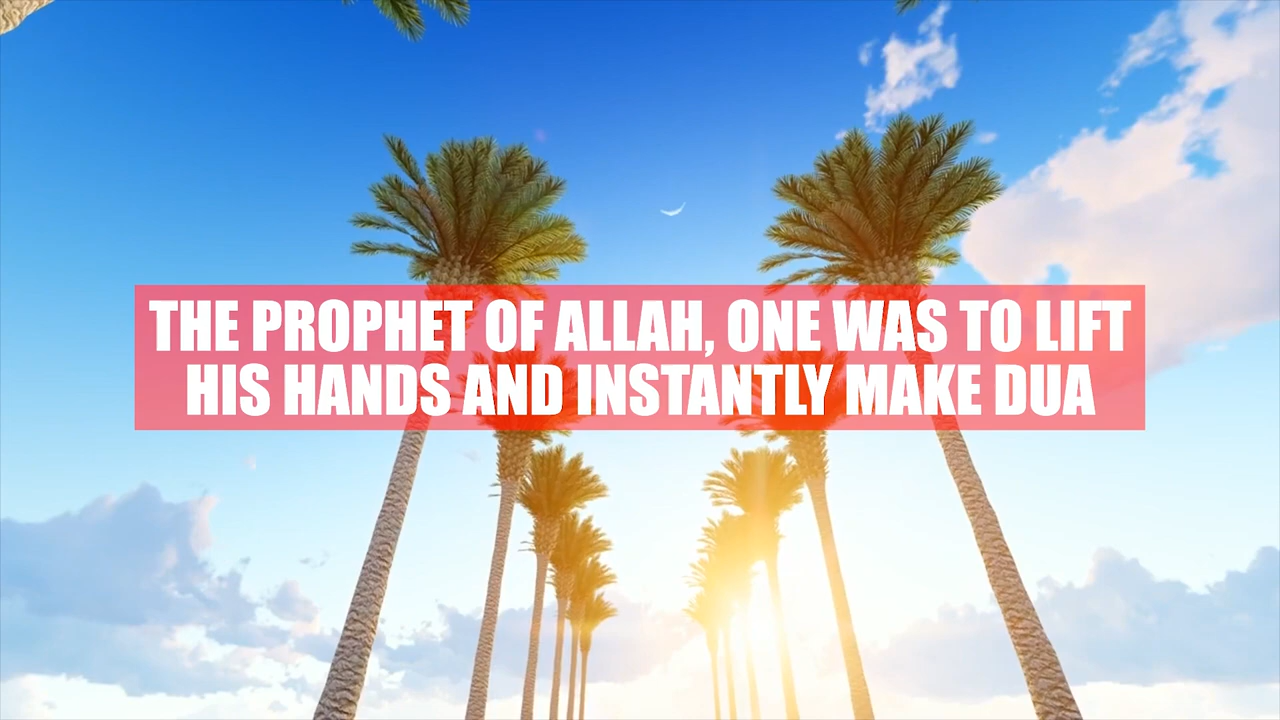 THE PROPHET OF ALLAH, ONE WAS TO LIFT
HIS HANDS AND INSTANTLY MAKE DUA